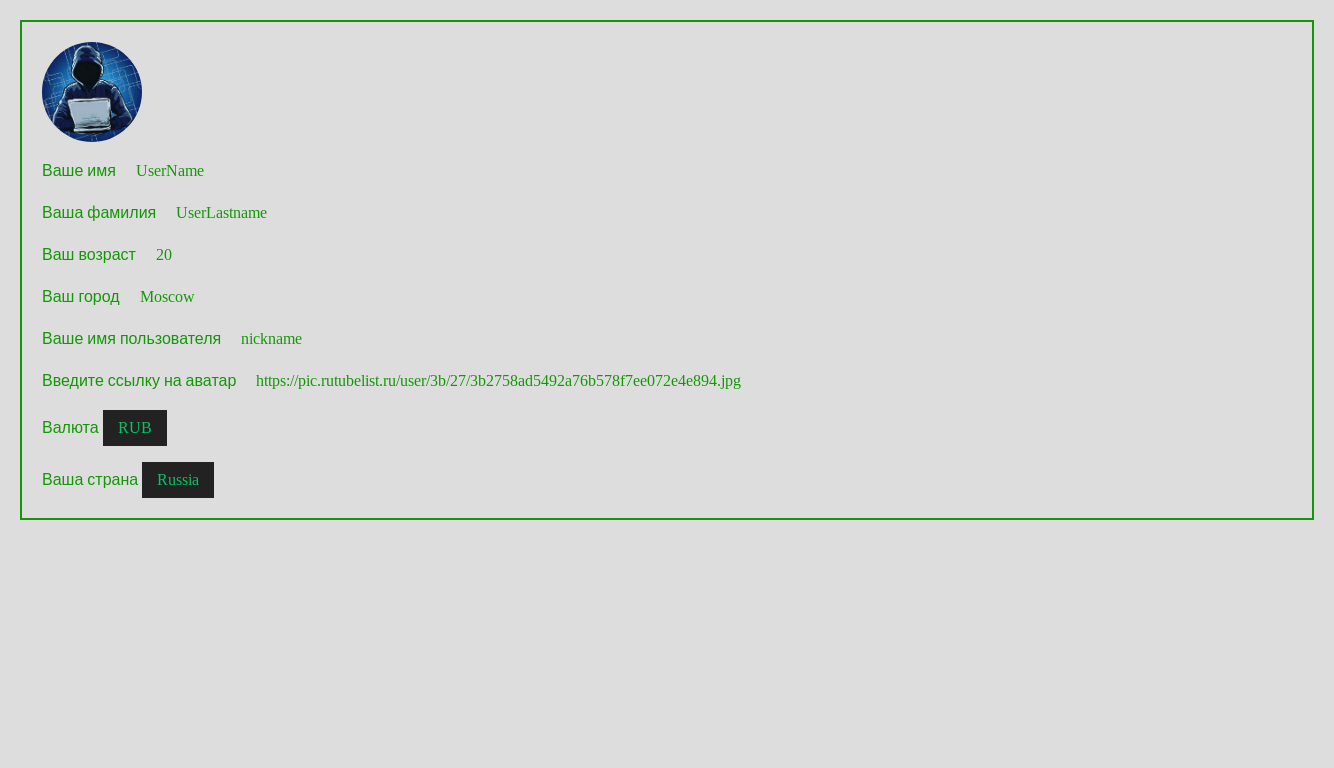 Ваше имя UserName
Ваша фамилия UserLastname
Ваш возраст 20
Ваш город Moscow
Ваше имя пользователя nickname
Введите ссылку на аватар https://pic.rutubelist.ru/user/3b/27/3b2758ad5492a76b578f7ee072e4e894.jpg
Валюта RUB
Ваша страна Russia